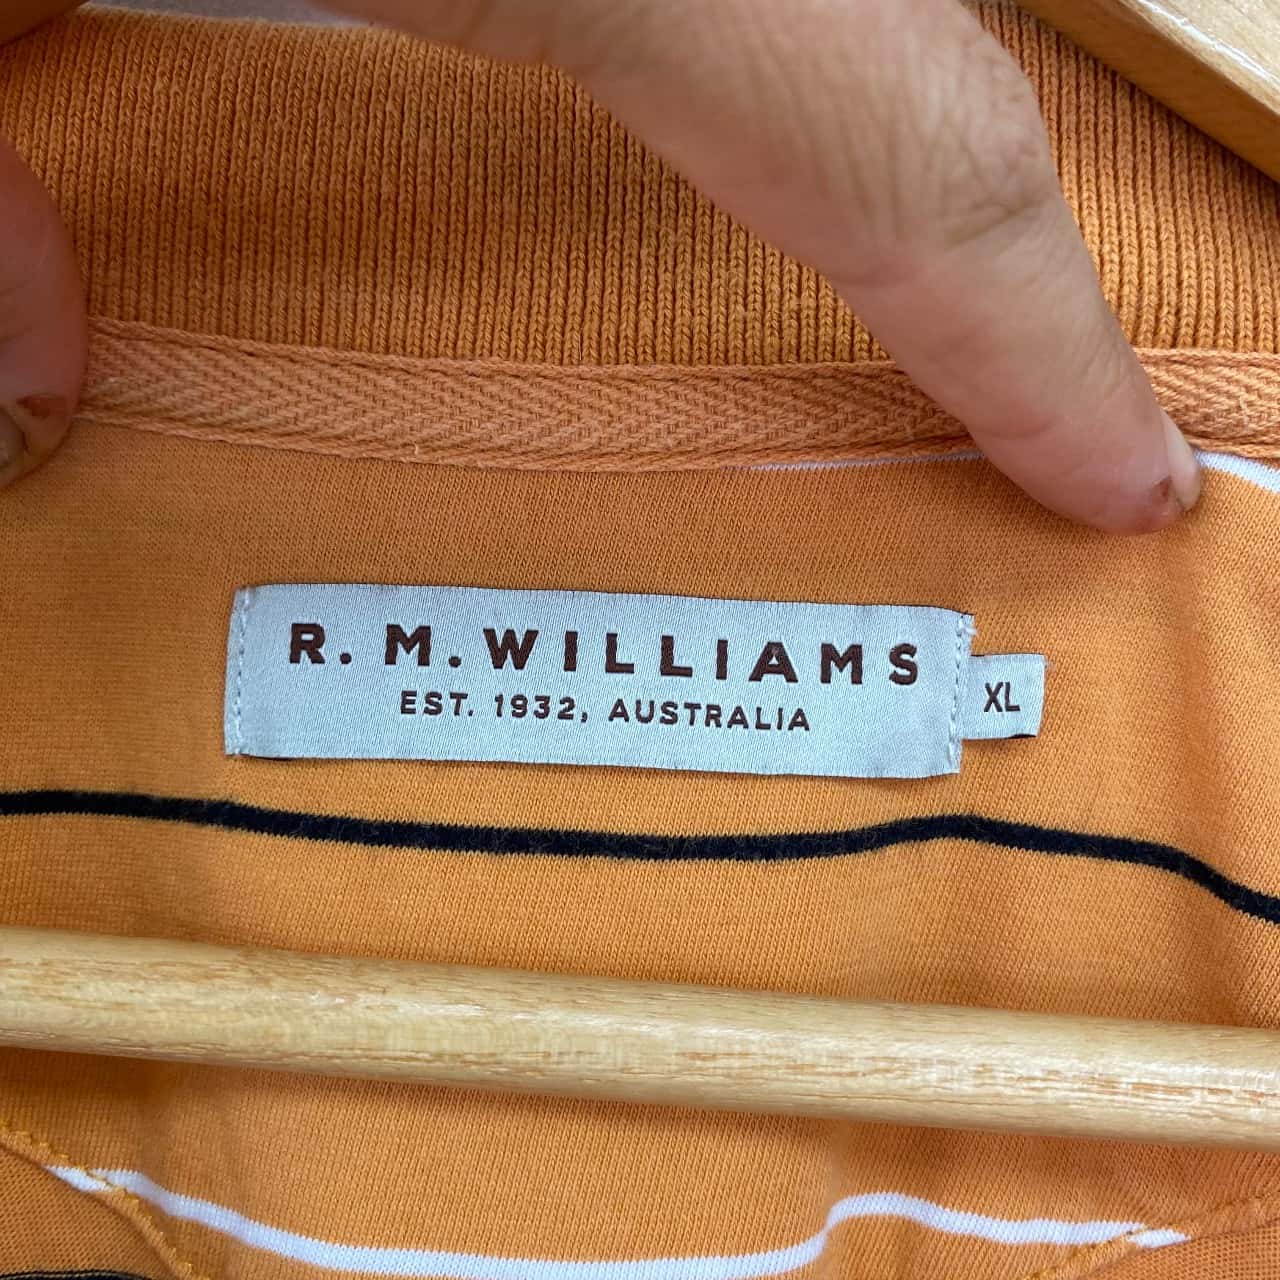 R. M. WILLIAMS
EST. 1932, AUSTRALIA
XL